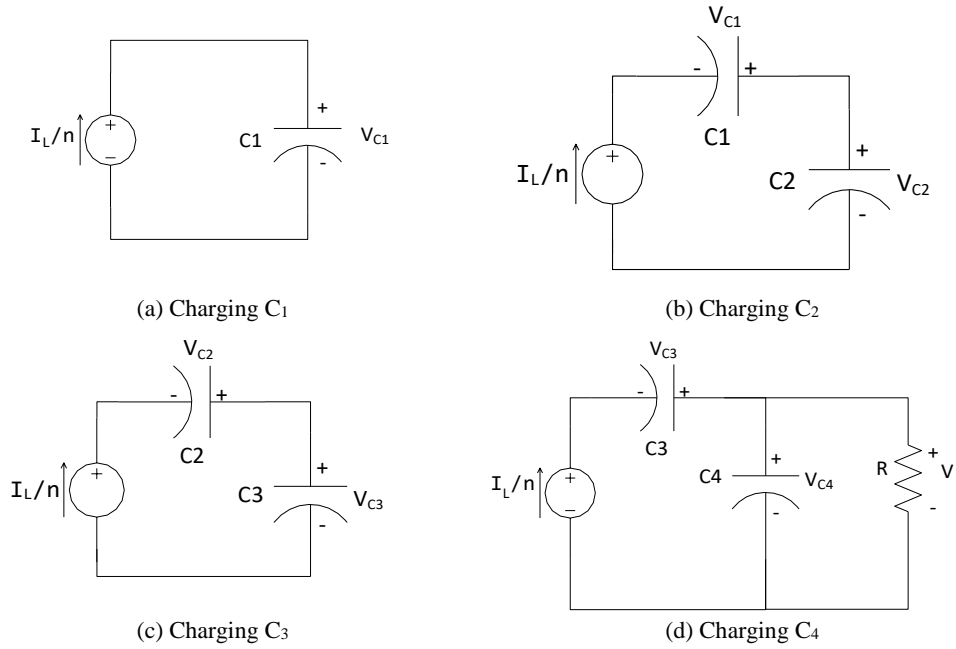 I_L/n
+
−
C1
+
V_C1
-
(a) Charging C₁
V_C1
-
+
C1
I_L/n
+
C2
+
V_C2
-
(b) Charging C₂
V_C2
-
+
C2
I_L/n
+
C3
+
V_C3
-
(c) Charging C₃
V_C3
-
+
C3
I_L/n
+
−
C4
+
V_C4
-
R
+
V
-
(d) Charging C₄